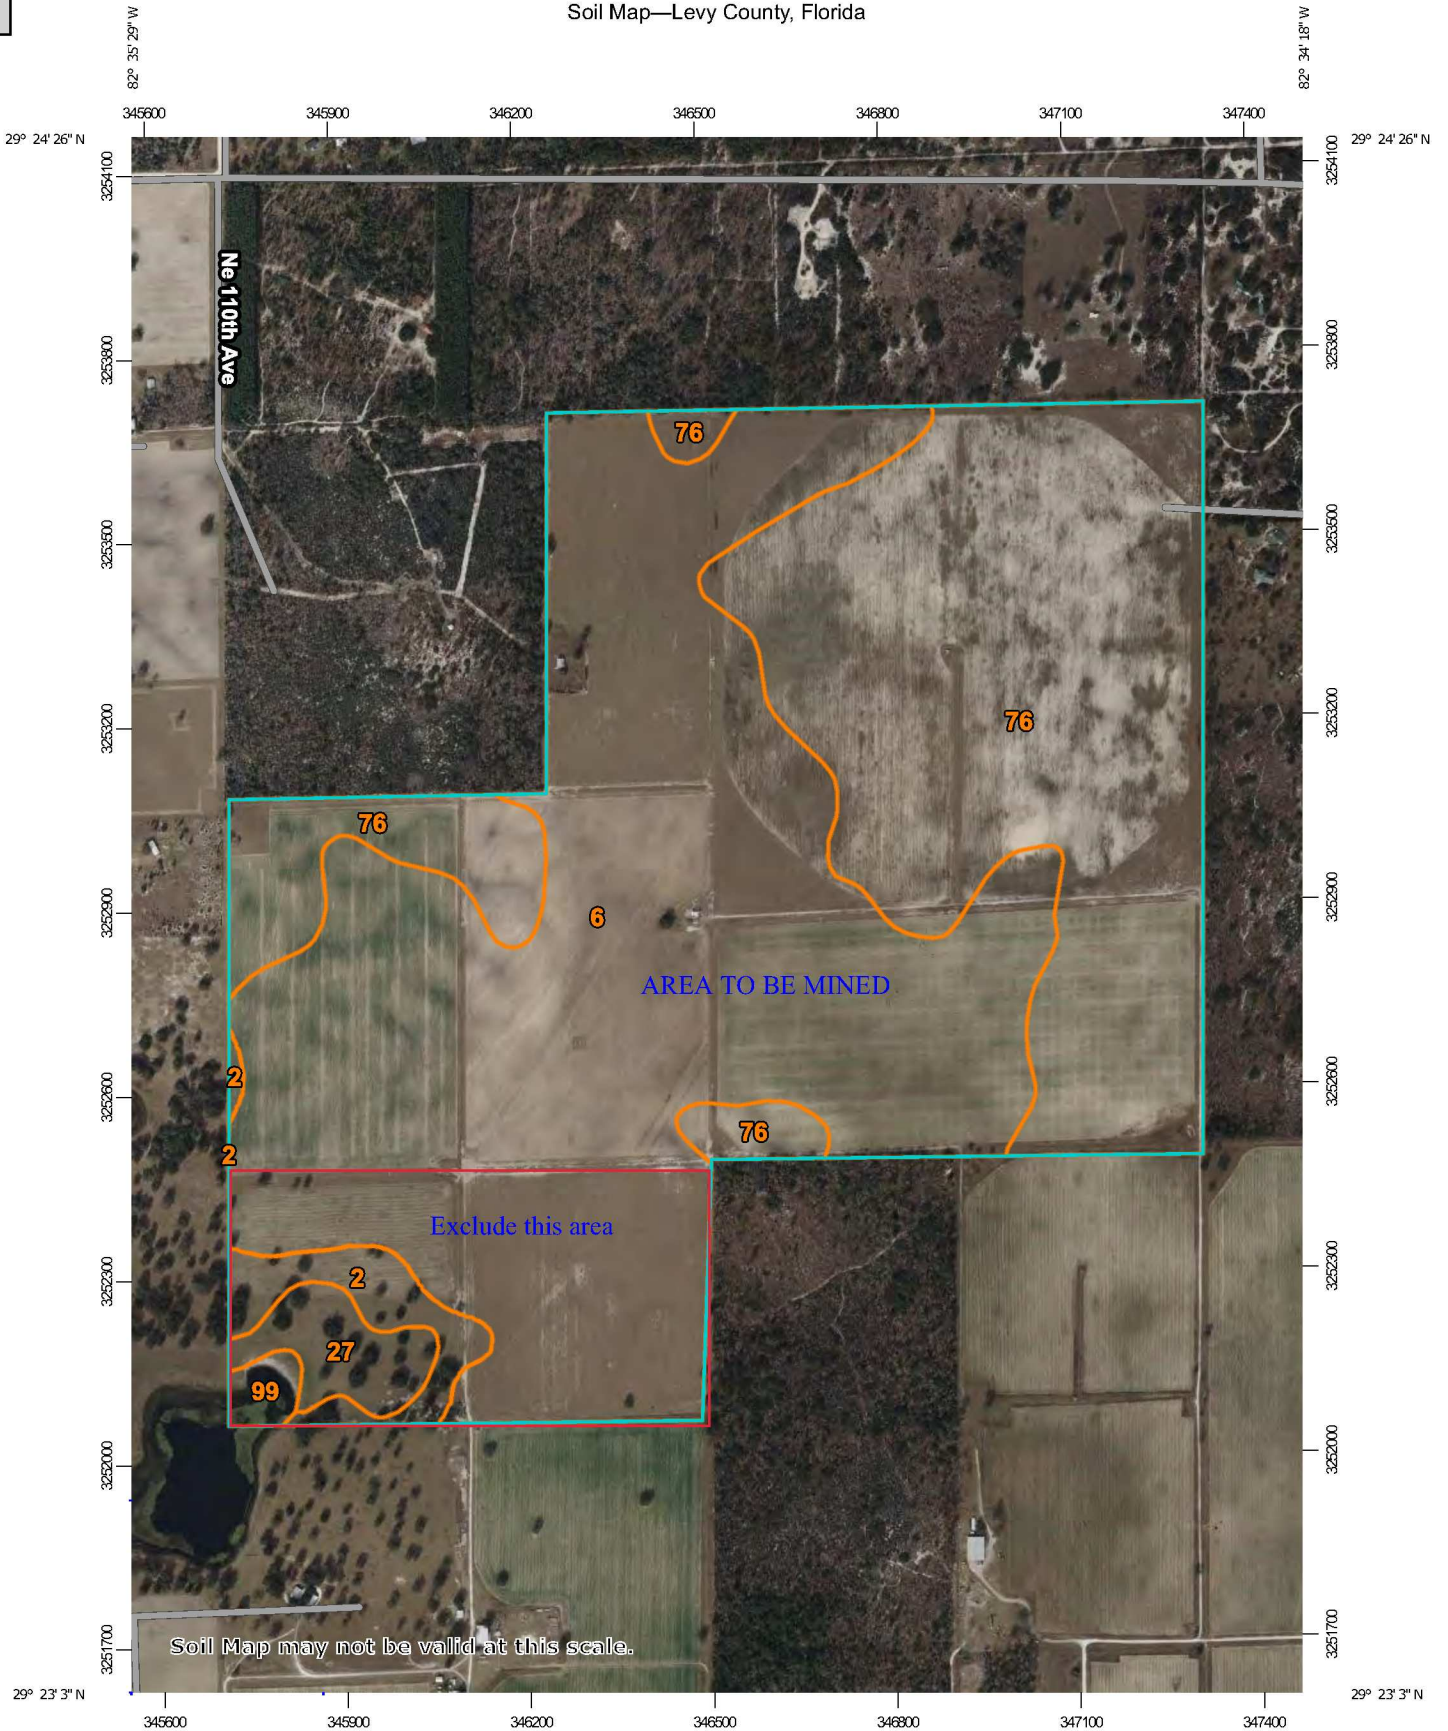 Soil Map—Levy County, Florida
82° 35' 29" W
82° 34' 18" W
345600 345900 346200 346500 346800 347100 347400
29° 24' 26" N
29° 24' 26" N
3254100
3254100
Ne 110th Ave
3253800
3253800
76
3253500
3253500
3253200
3253200
76
76
3252900
6
3252900
AREA TO BE MINED
2
3252600
3252600
76
2
Exclude this area
3252300
2
3252300
27
99
3252000
3252000
3251700
3251700
Soil Map may not be valid at this scale.
29° 23' 3" N
29° 23' 3" N
345600 345900 346200 346500 346800 347100 347400